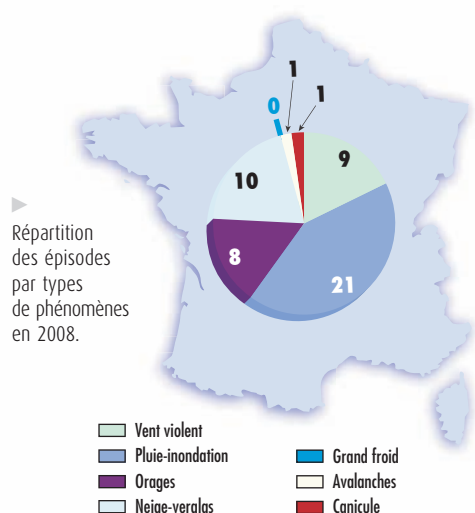 1
1
0
9
10
8
21
Répartition
des épisodes
par types
de phénomènes
en 2008.
Vent violent
Pluie-inondation
Orages
Neige-verglas
Grand froid
Avalanches
Canicule